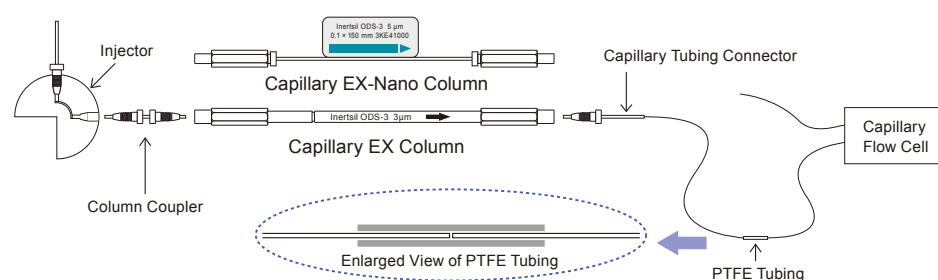 Injector
Inertsil ODS-3 5 µm
0.1 × 150 mm 3KE41000
Capillary EX-Nano Column
Capillary Tubing Connector
Inertsil ODS-3 3µm
Capillary EX Column
Capillary
Flow Cell
Column Coupler
Enlarged View of PTFE Tubing
PTFE Tubing